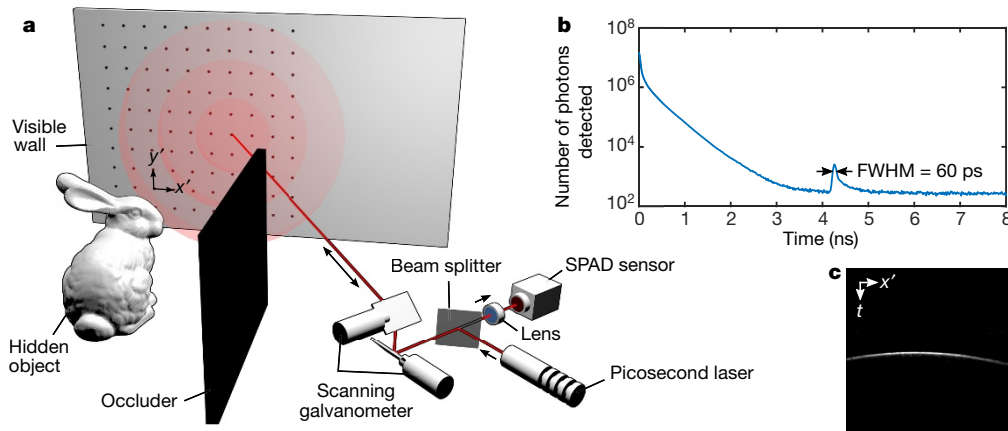 a
Visible
wall
y′
x′
Hidden
object
Occluder
Scanning
galvanometer
Beam splitter
SPAD sensor
Lens
Picosecond laser
b
Number of photons
detected
10⁸
10⁶
10⁴
10²
FWHM = 60 ps
0 1 2 3 4 5 6 7 8
Time (ns)
c
x′
t